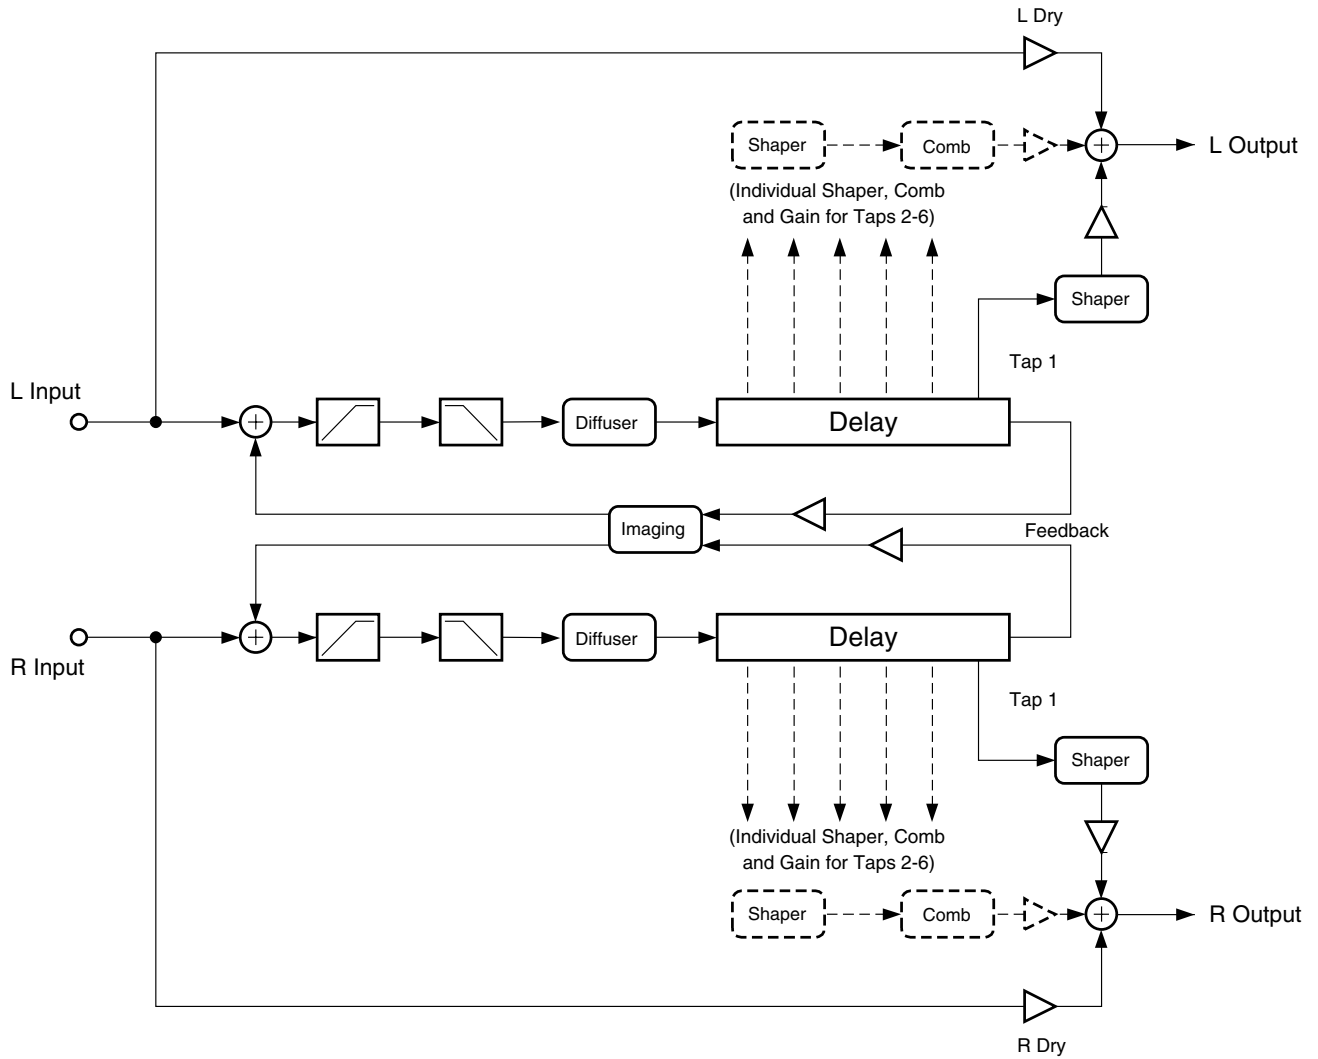 L Dry
Shaper
Comb
L Output
(Individual Shaper, Comb
and Gain for Taps 2-6)
Shaper
Tap 1
L Input
Diffuser
Delay
Imaging
Feedback
R Input
Diffuser
Delay
Tap 1
Shaper
(Individual Shaper, Comb
and Gain for Taps 2-6)
Shaper
Comb
R Output
R Dry